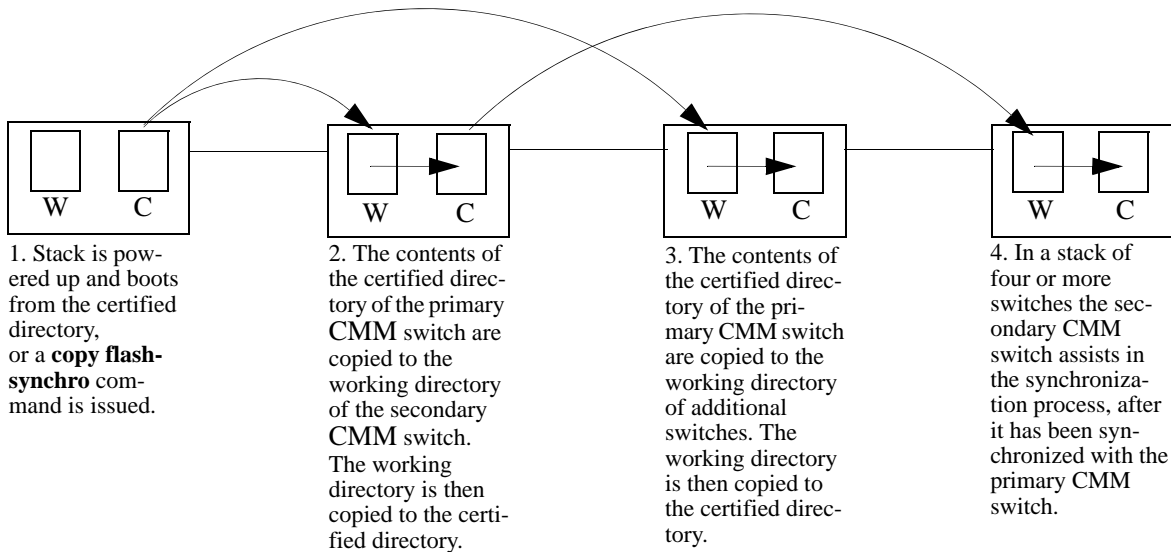 W C
W C
W C
W C
1. Stack is pow-
ered up and boots
from the certified
directory,
or a copy flash-
synchro com-
mand is issued.
2. The contents of
the certified direc-
tory of the primary
CMM switch are
copied to the
working directory
of the secondary
CMM switch.
The working
directory is then
copied to the certi-
fied directory.
3. The contents of
the certified direc-
tory of the pri-
mary CMM switch
are copied to the
working directory
of additional
switches. The
working directory
is then copied to
the certified direc-
tory.
4. In a stack of
four or more
switches the sec-
ondary CMM
switch assists in
the synchroniza-
tion process, after
it has been syn-
chronized with the
primary CMM
switch.